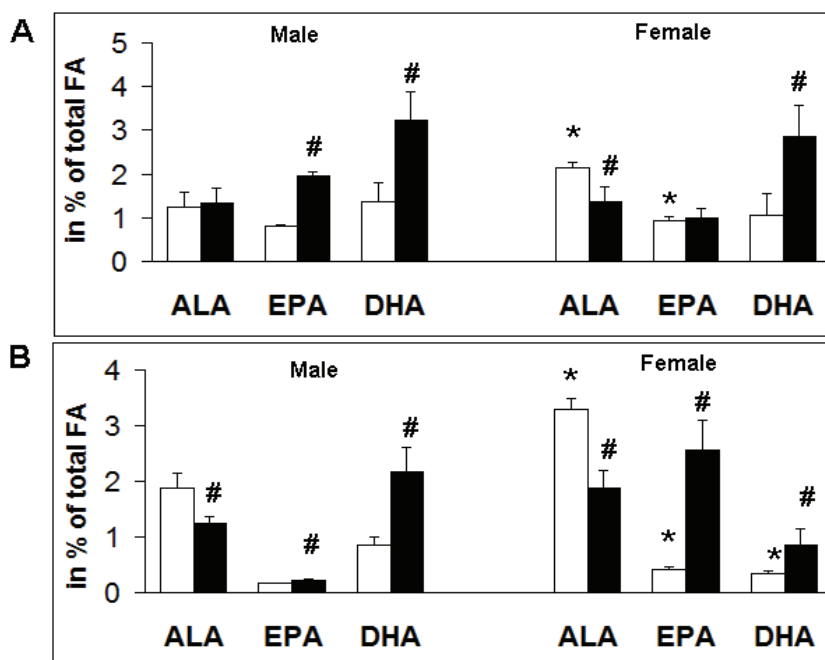 A
Male Female
in % of total FA
5
4
3
2
1
0
# # * # * #
ALA EPA DHA ALA EPA DHA
B
Male Female
in % of total FA
4
3
2
1
0
# # # * # * # * #
ALA EPA DHA ALA EPA DHA